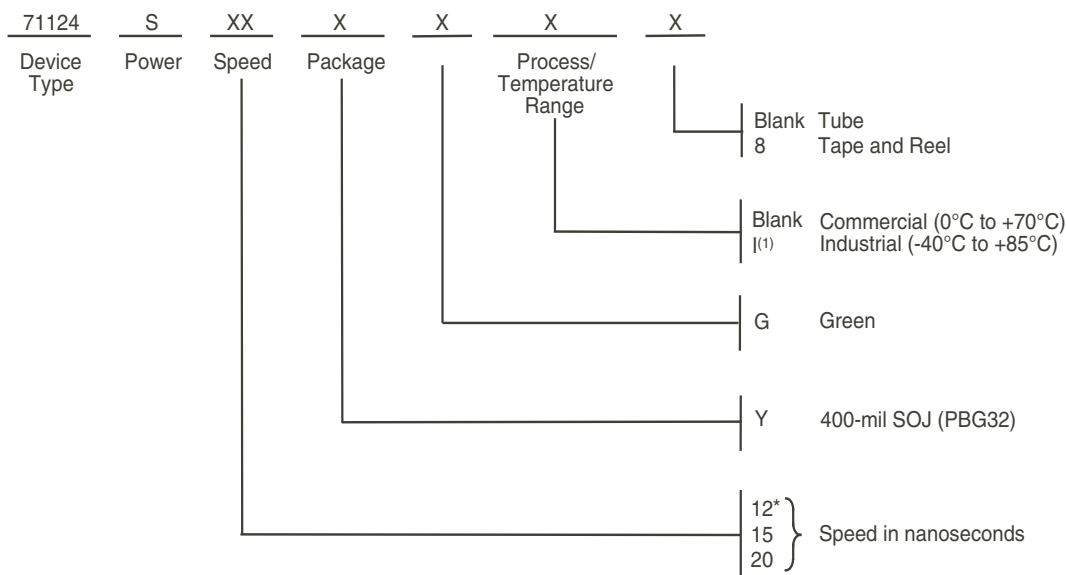 71124 S XX X X X X
Device Type Power Speed Package Process/ Temperature Range
Blank Tube
8 Tape and Reel
Blank Commercial (0°C to +70°C)
I(1) Industrial (-40°C to +85°C)
G Green
Y 400-mil SOJ (PBG32)
12*
15 Speed in nanoseconds
20